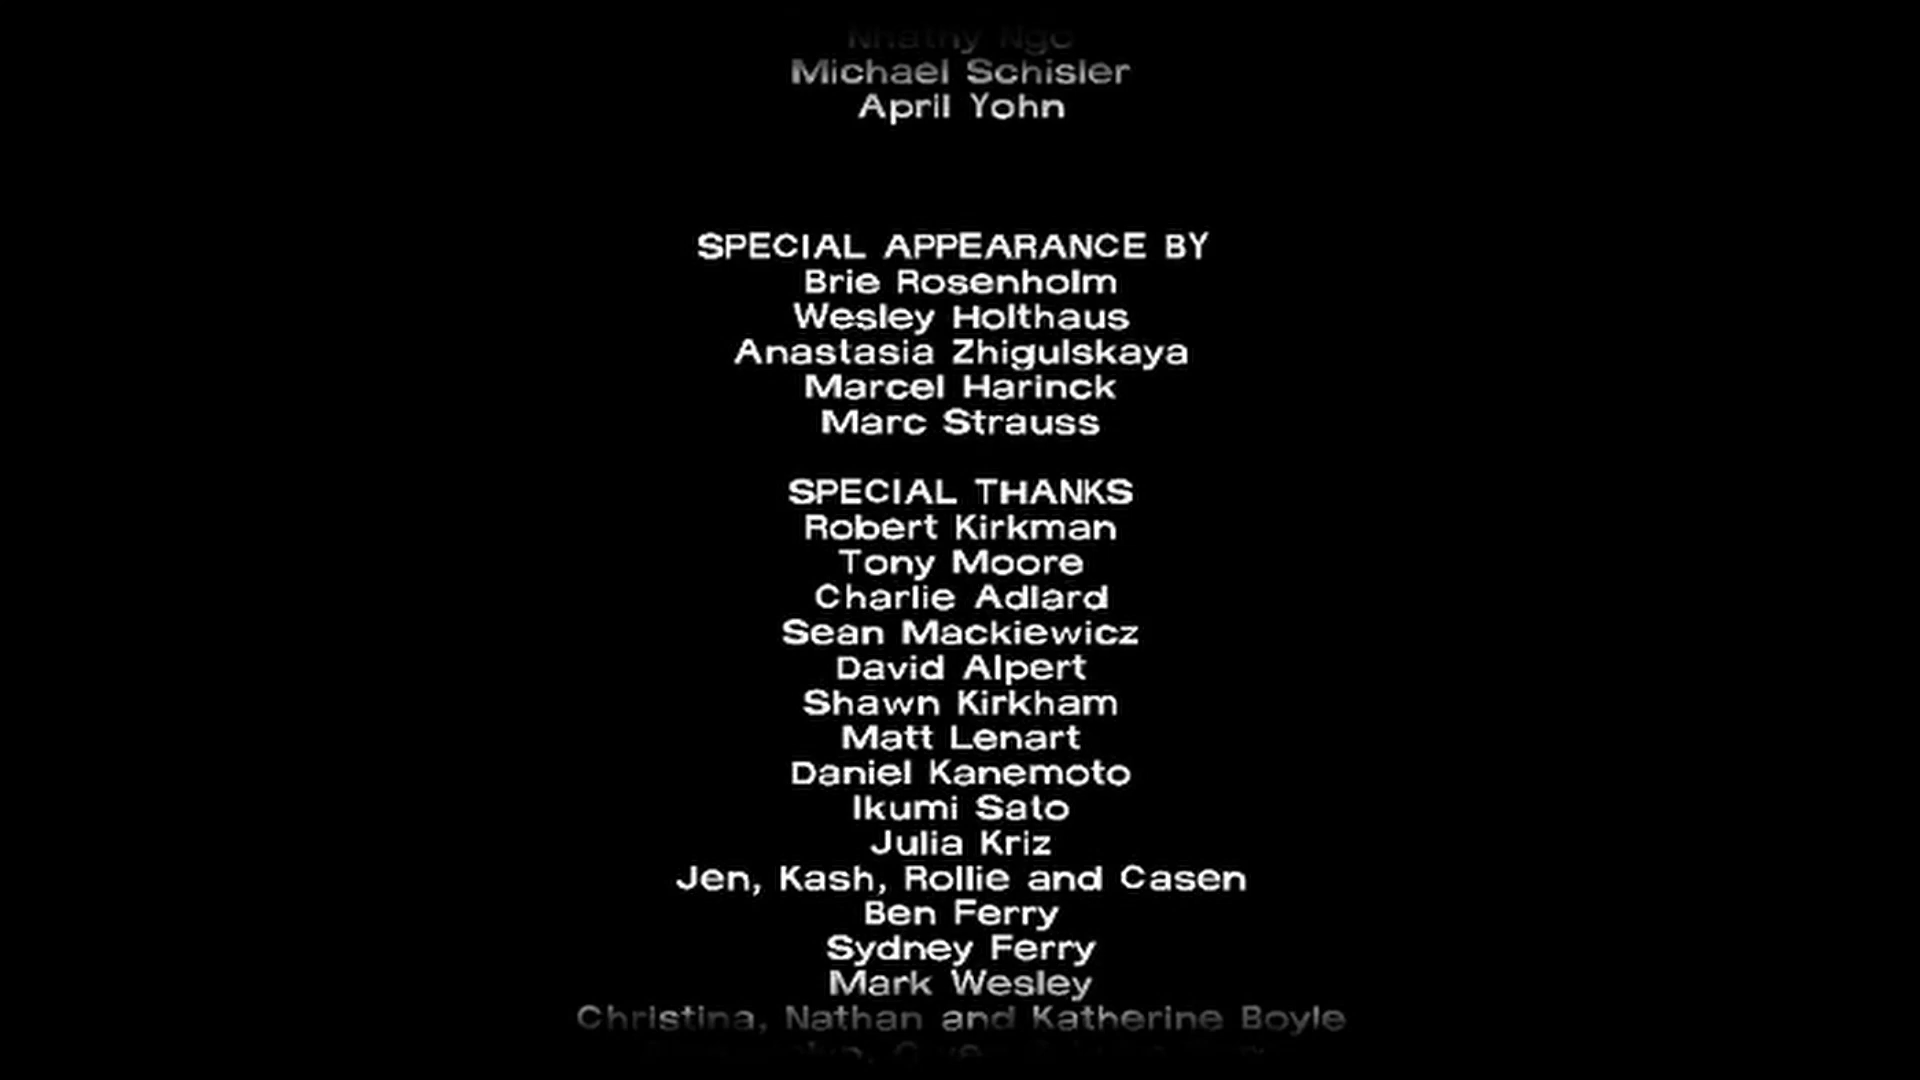 Nhathy Ngo
Michael Schisler
April Yohn
SPECIAL APPEARANCE BY
Brie Rosenholm
Wesley Holthaus
Anastasia Zhigulskaya
Marcel Harinck
Marc Strauss
SPECIAL THANKS
Robert Kirkman
Tony Moore
Charlie Adlard
Sean Mackiewicz
David Alpert
Shawn Kirkham
Matt Lenart
Daniel Kanemoto
Ikumi Sato
Julia Kriz
Jen, Kash, Rollie and Casen
Ben Ferry
Sydney Ferry
Mark Wesley
Christina, Nathan and Katherine Boyle